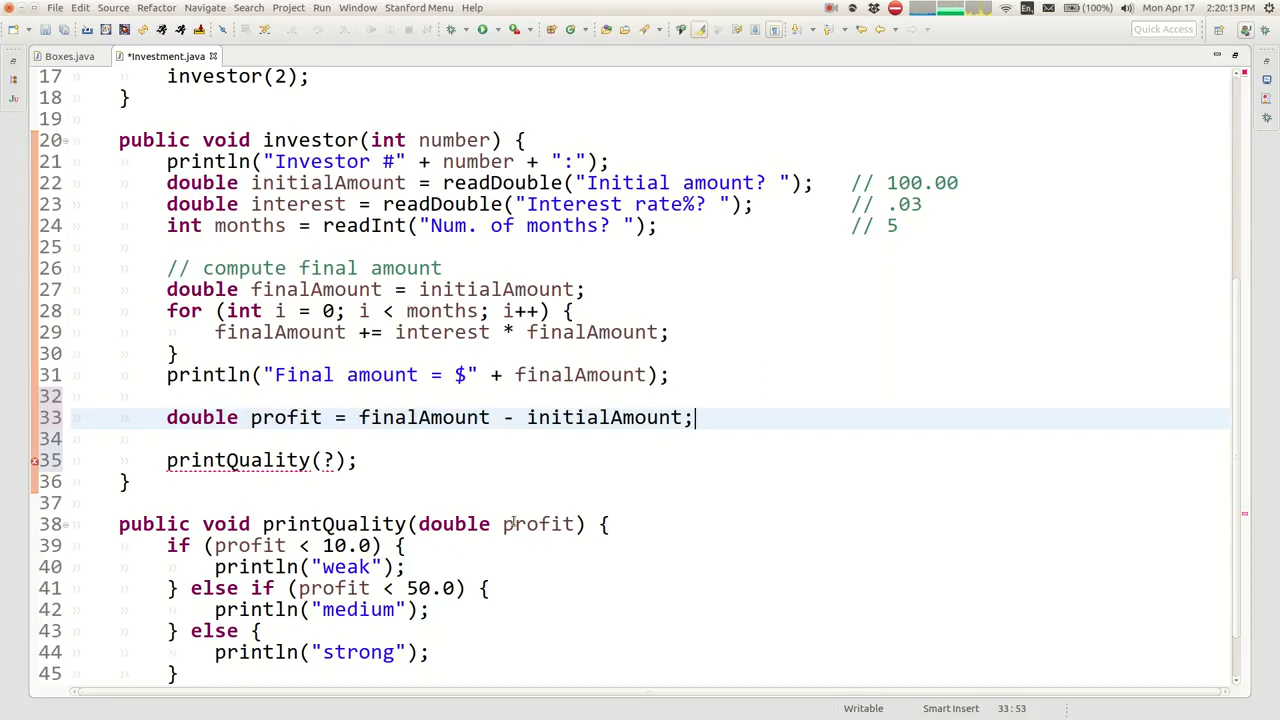 File Edit Source Refactor Navigate Search Project Run Window Stanford Menu Help
En (100%) Mon Apr 17 2:20:13 PM
Quick Access
Boxes.java *Investment.java
17 investor(2);
18 }
19
20 public void investor(int number) {
21 println("Investor #" + number + ":");
22 double initialAmount = readDouble("Initial amount? "); // 100.00
23 double interest = readDouble("Interest rate%? "); // .03
24 int months = readInt("Num. of months? "); // 5
25
26 // compute final amount
27 double finalAmount = initialAmount;
28 for (int i = 0; i < months; i++) {
29 finalAmount += interest * finalAmount;
30 }
31 println("Final amount = $" + finalAmount);
32
33 double profit = finalAmount - initialAmount;
34
35 printQuality(?);
36 }
37
38 public void printQuality(double profit) {
39 if (profit < 10.0) {
40 println("weak");
41 } else if (profit < 50.0) {
42 println("medium");
43 } else {
44 println("strong");
45 }
Writable Smart Insert 33 : 53